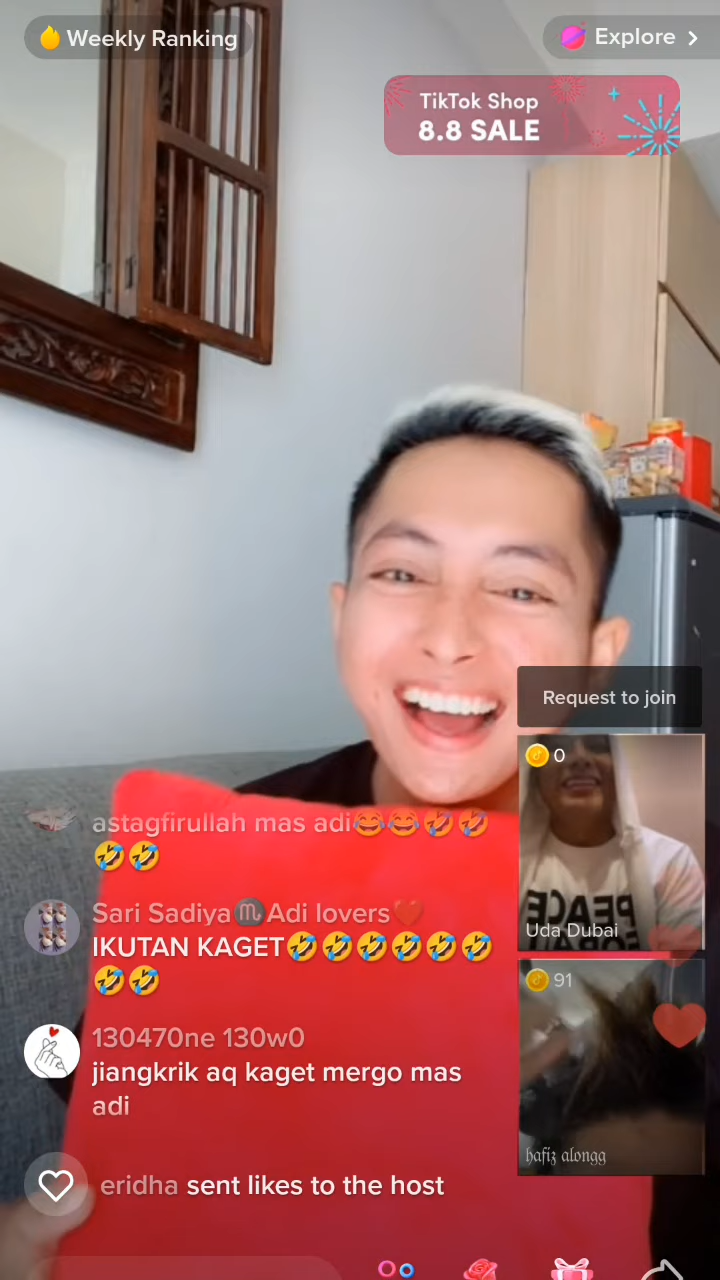 Weekly Ranking
Explore
TikTok Shop
8.8 SALE
Request to join
0
Uda Dubai
91
hafiz alongg
astagfirullah mas adi😂😂🤣🤣
🤣🤣
Sari Sadiya♏Adi lovers❤️
IKUTAN KAGET🤣🤣🤣🤣🤣🤣
🤣🤣
130470ne 130w0
jiangkrik aq kaget mergo mas
adi
eridha sent likes to the host
PEACE